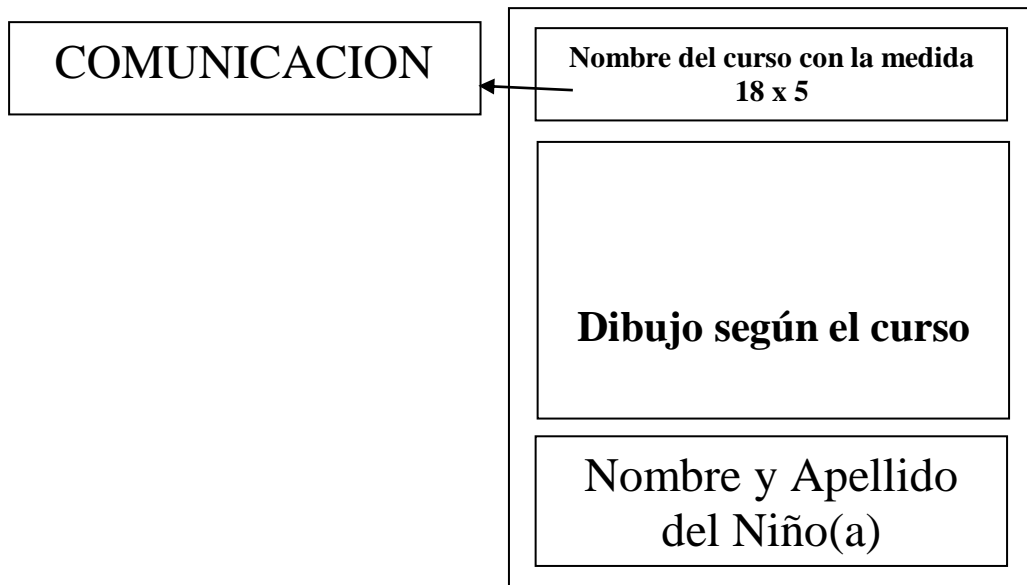 COMUNICACION
Nombre del curso con la medida
18 x 5
Dibujo según el curso
Nombre y Apellido
del Niño(a)